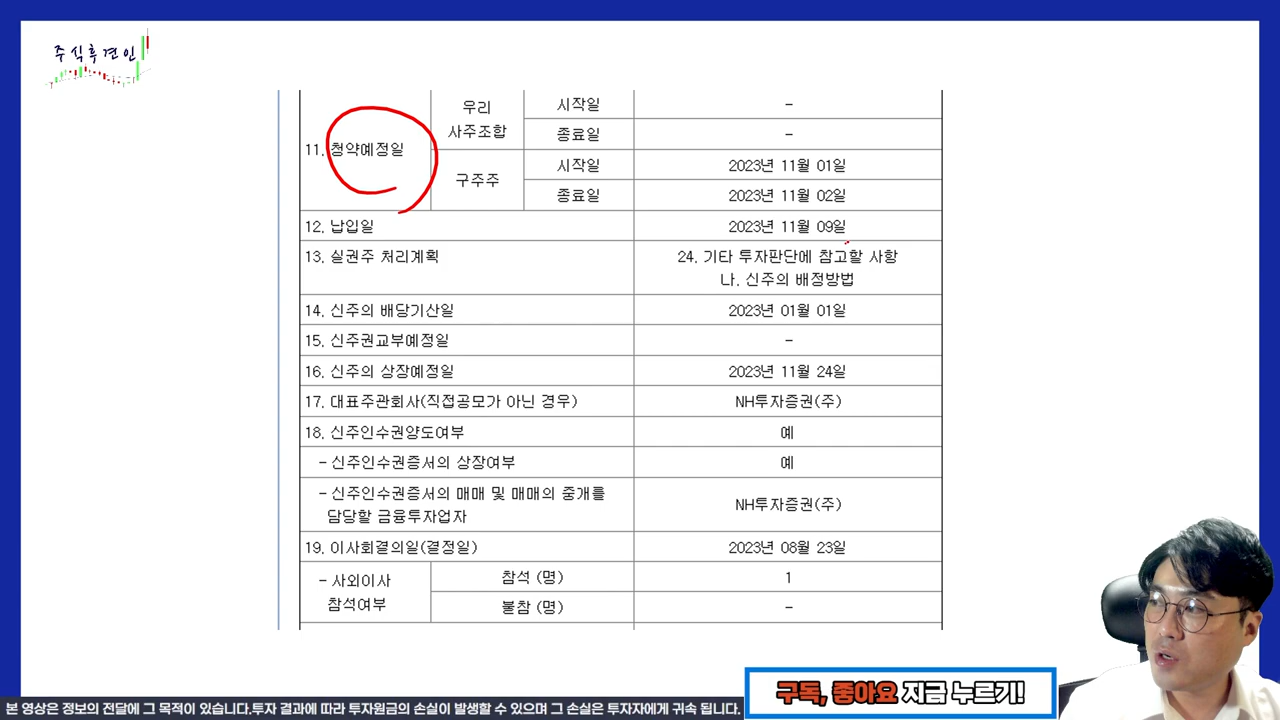 주식후견인
11. 청약예정일
우리
사주조합
시작일
-
종료일
-
구주주
시작일
2023년 11월 01일
종료일
2023년 11월 02일
12. 납입일
2023년 11월 09일
13. 실권주 처리계획
24. 기타 투자판단에 참고할 사항
나. 신주의 배정방법
14. 신주의 배당기산일
2023년 01월 01일
15. 신주권교부예정일
-
16. 신주의 상장예정일
2023년 11월 24일
17. 대표주관회사(직접공모가 아닌 경우)
NH투자증권(주)
18. 신주인수권양도여부
예
- 신주인수권증서의 상장여부
예
- 신주인수권증서의 매매 및 매매의 중개를
담당할 금융투자업자
NH투자증권(주)
19. 이사회결의일(결정일)
2023년 08월 23일
- 사외이사
참석여부
참석 (명)
1
불참 (명)
-
구독, 좋아요 지금 누르기!
본 영상은 정보의 전달에 그 목적이 있습니다.투자 결과에 따라 투자원금의 손실이 발생할 수 있으며 그 손실은 투자자에게 귀속 됩니다.